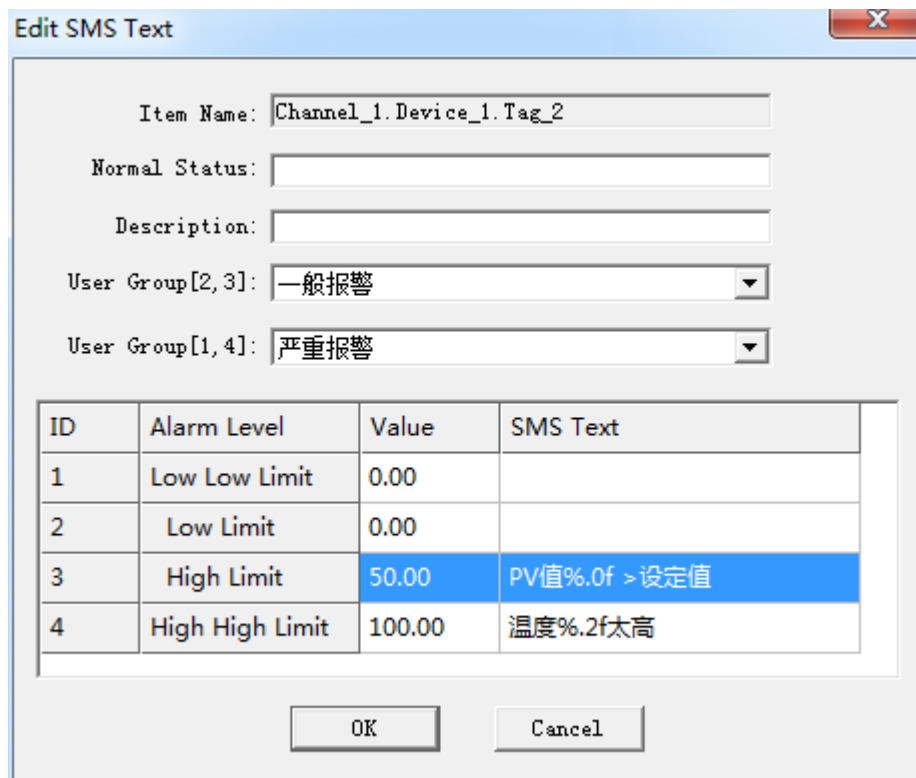 Edit SMS Text
Item Name: Channel_1.Device_1.Tag_2
Normal Status:
Description:
User Group[2,3]: 一般报警
User Group[1,4]: 严重报警
ID Alarm Level Value SMS Text
1 Low Low Limit 0.00
2 Low Limit 0.00
3 High Limit 50.00 PV值%.0f >设定值
4 High High Limit 100.00 温度%.2f太高
OK Cancel